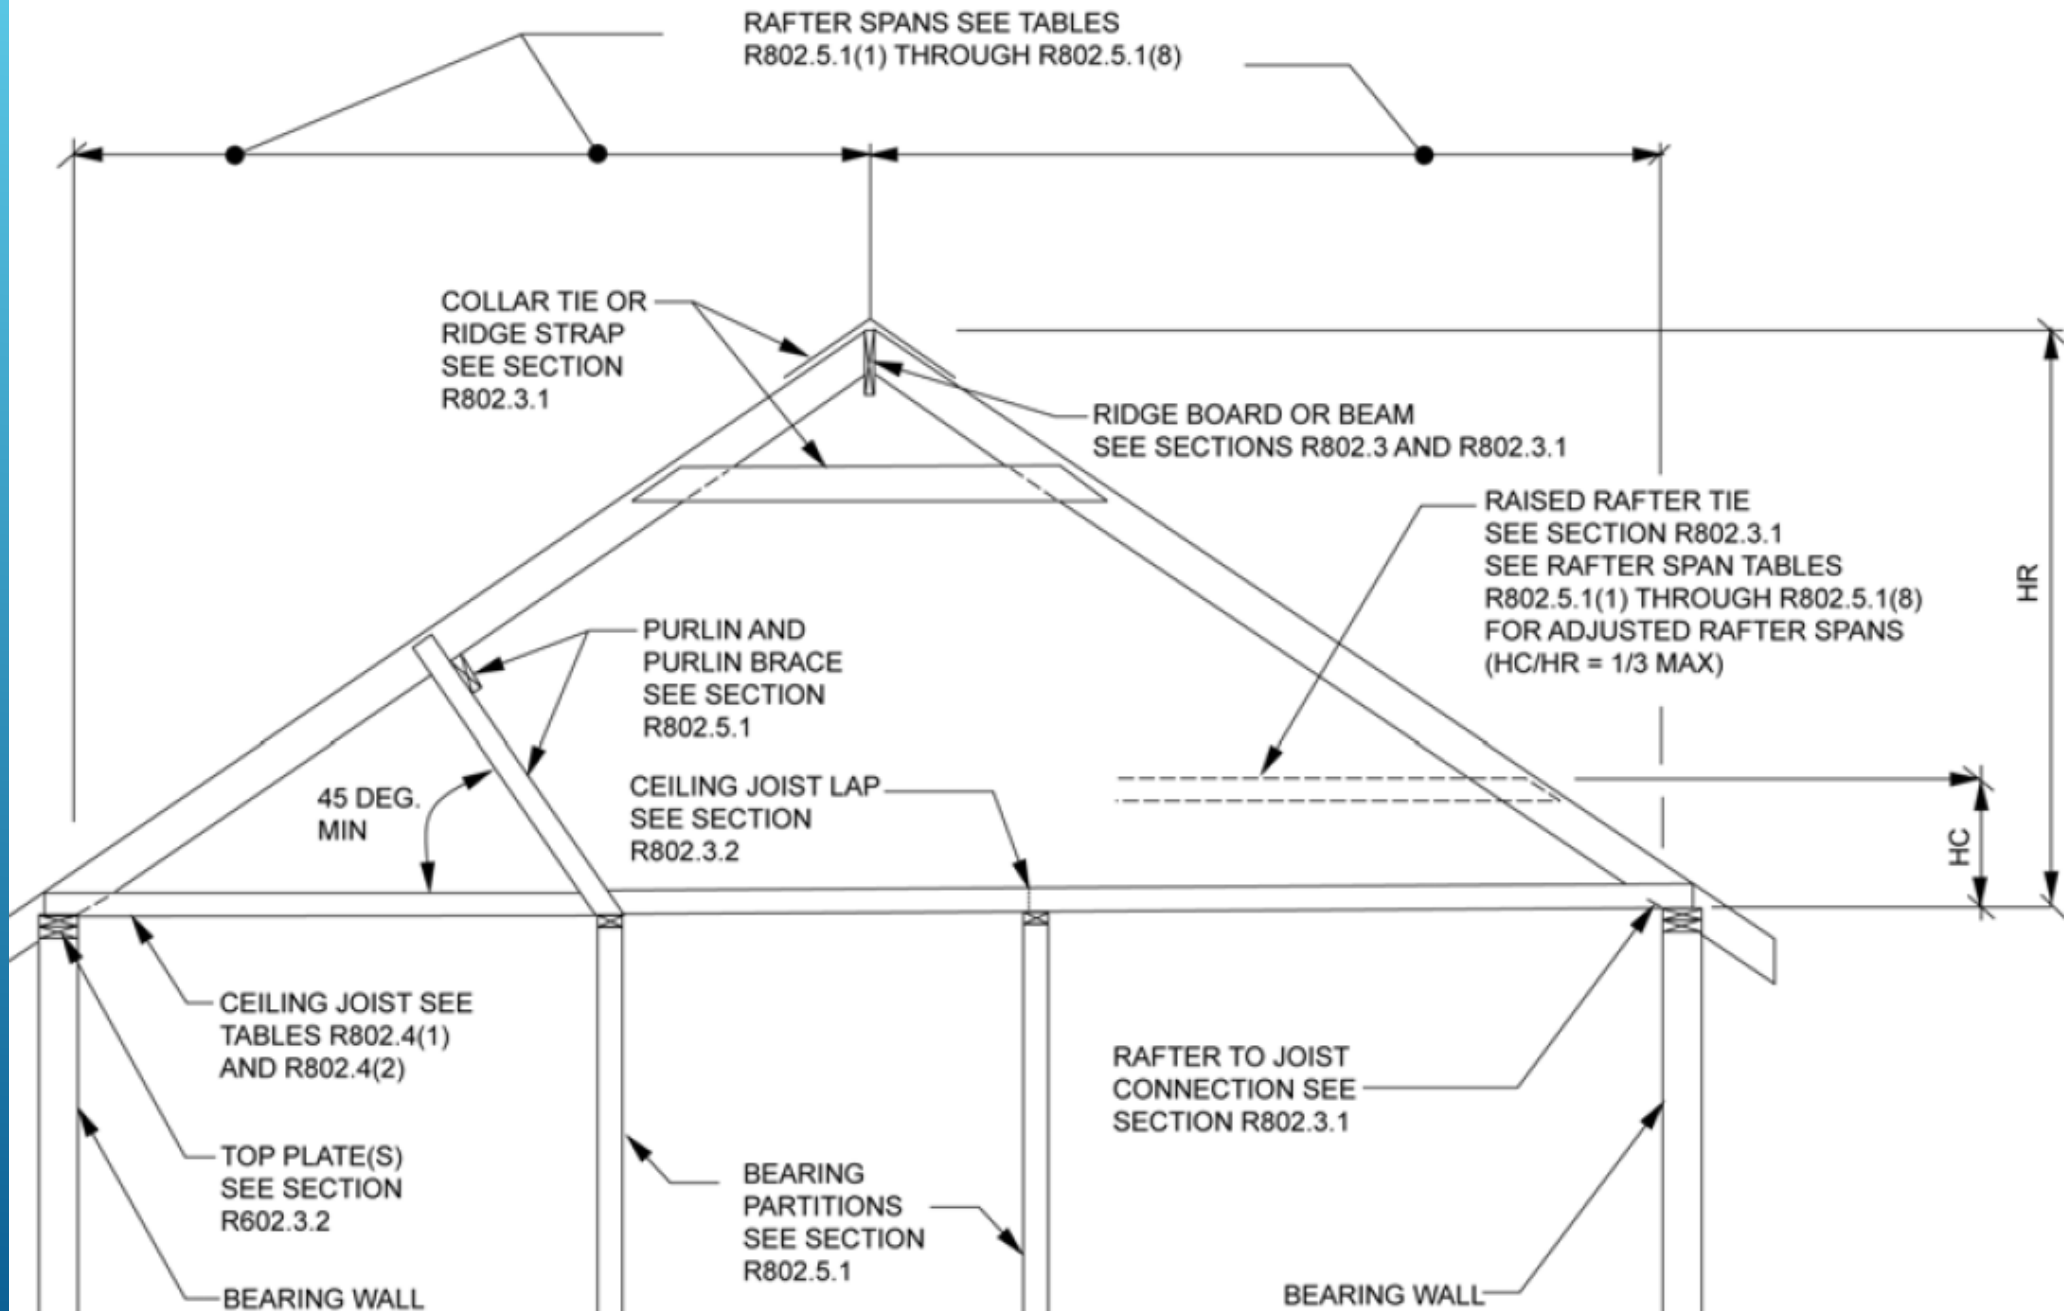 RAFTER SPANS SEE TABLES
R802.5.1(1) THROUGH R802.5.1(8)
COLLAR TIE OR
RIDGE STRAP
SEE SECTION
R802.3.1
RIDGE BOARD OR BEAM
SEE SECTIONS R802.3 AND R802.3.1
RAISED RAFTER TIE
SEE SECTION R802.3.1
SEE RAFTER SPAN TABLES
R802.5.1(1) THROUGH R802.5.1(8)
FOR ADJUSTED RAFTER SPANS
(HC/HR = 1/3 MAX)
HR
PURLIN AND
PURLIN BRACE
SEE SECTION
R802.5.1
45 DEG.
MIN
CEILING JOIST LAP
SEE SECTION
R802.3.2
HC
CEILING JOIST SEE
TABLES R802.4(1)
AND R802.4(2)
RAFTER TO JOIST
CONNECTION SEE
SECTION R802.3.1
TOP PLATE(S)
SEE SECTION
R602.3.2
BEARING
PARTITIONS
SEE SECTION
R802.5.1
BEARING WALL
BEARING WALL